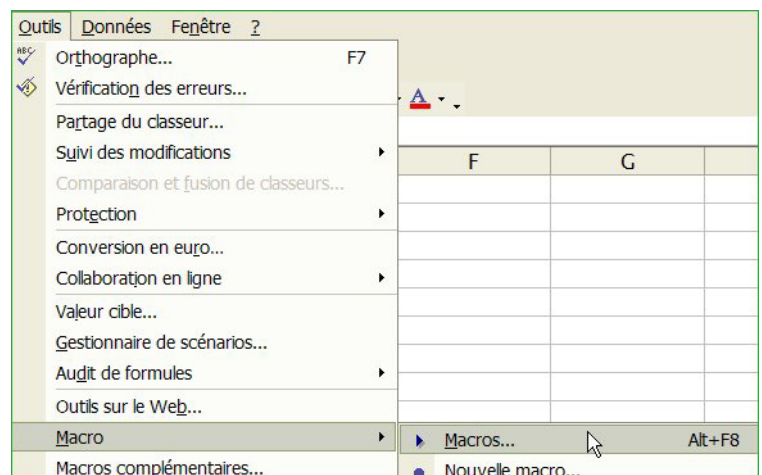 Outils Données Fenêtre ?
Orthographe... F7
Vérification des erreurs...
Partage du classeur...
Suivi des modifications
Comparaison et fusion de classeurs...
Protection
Conversion en euro...
Collaboration en ligne
Valeur cible...
Gestionnaire de scénarios...
Audit de formules
Outils sur le Web...
Macro
Macros complémentaires...
ABC
A
F G
Macros... Alt+F8
Nouvelle macro...